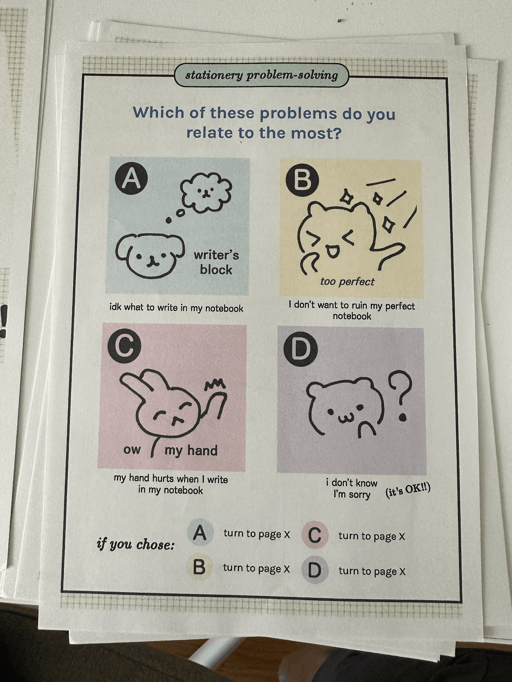 stationery problem-solving
Which of these problems do you
relate to the most?
A
writer's
block
idk what to write in my notebook
B
too perfect
I don't want to ruin my perfect
notebook
C
ow my hand
my hand hurts when I write
in my notebook
D
?
i don't know
I'm sorry
(it's OK!!)
if you chose:
A turn to page X
B turn to page X
C turn to page X
D turn to page X
!